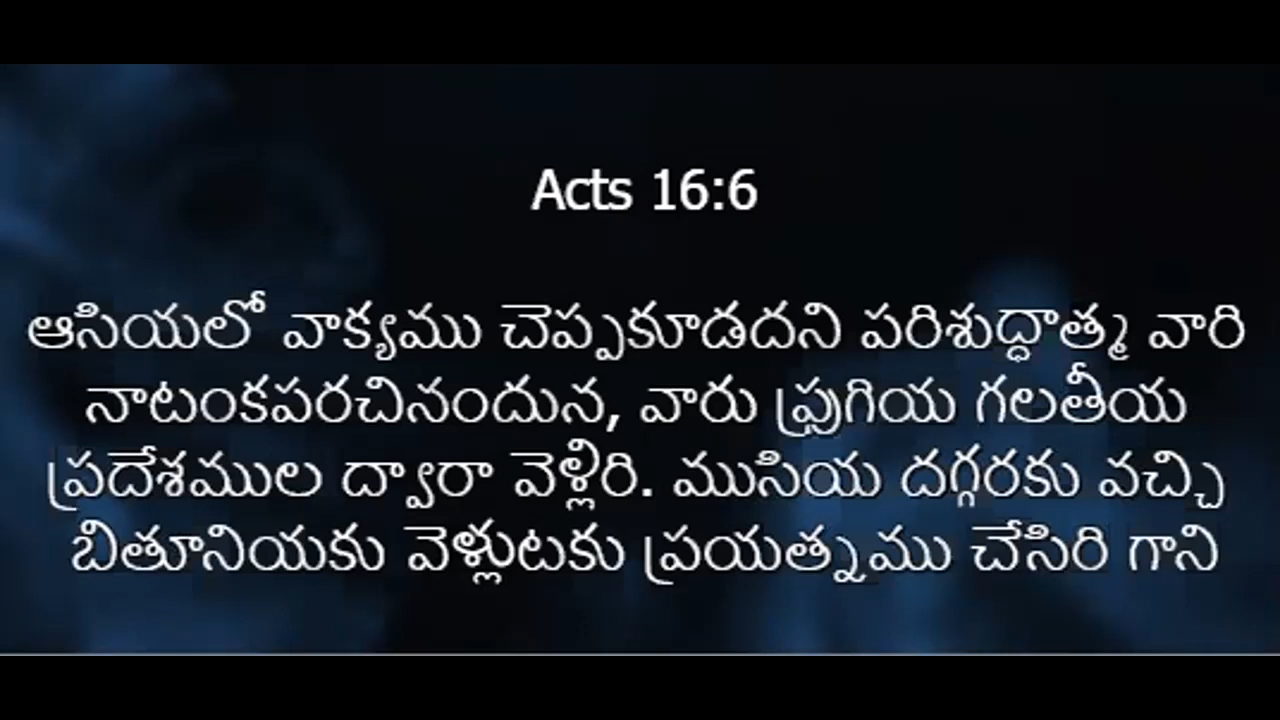 Acts 16:6
ఆసియలో వాక్యము చెప్పకూడదని పరిశుద్ధాత్మ వారి
నాటంకపరచినందున, వారు ఫ్రుగియ గలతీయ
ప్రదేశముల ద్వారా వెళ్లిరి. ముసియ దగ్గరకు వచ్చి
బితూనియకు వెళ్లుటకు ప్రయత్నము చేసిరి గాని